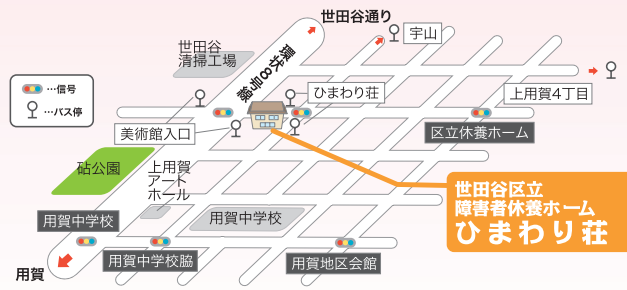 世田谷通り
宇山
世田谷
清掃工場
環状8号線
…信号
…バス停
ひまわり荘
上用賀4丁目
美術館入口
区立休養ホーム
砧公園
上用賀
アート
ホール
世田谷区立
障害者休養ホーム
ひまわり荘
用賀中学校
用賀中学校
用賀中学校脇
用賀地区会館
用賀